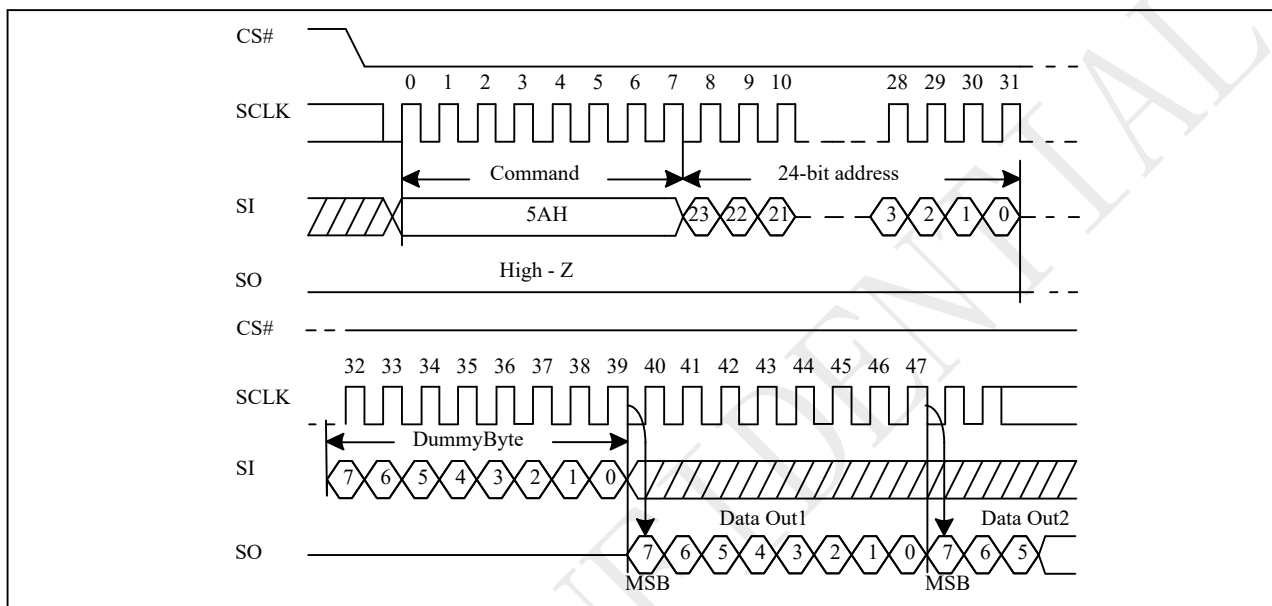 CS#
0 1 2 3 4 5 6 7 8 9 10 28 29 30 31
SCLK
Command 24-bit address
SI 5AH 23 22 21 3 2 1 0
High - Z
SO
CS#
32 33 34 35 36 37 38 39 40 41 42 43 44 45 46 47
SCLK
DummyByte
SI 7 6 5 4 3 2 1 0
Data Out1 Data Out2
SO 7 6 5 4 3 2 1 0 7 6 5
MSB MSB